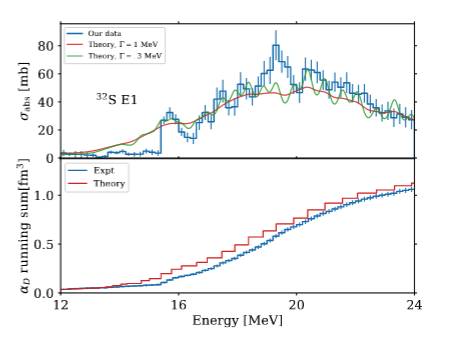 Our data
Theory, Γ = 1 MeV
Theory, Γ = .3 MeV
³²S E1
σabs [mb]
80
60
40
20
0
Expt
Theory
αD running sum[fm³]
1.0
0.5
0.0
12 16 20 24
Energy [MeV]